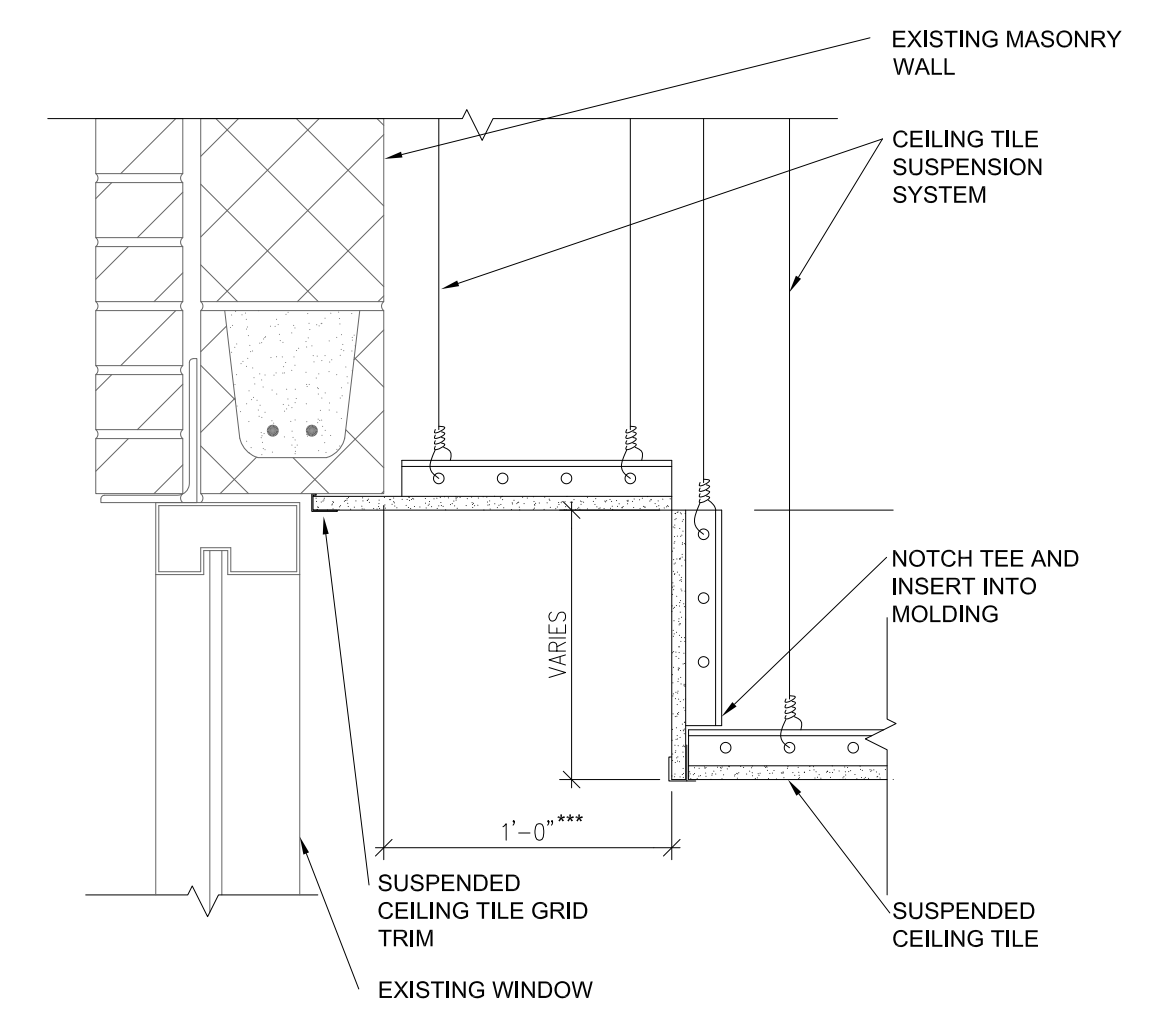 EXISTING MASONRY
WALL
CEILING TILE
SUSPENSION
SYSTEM
NOTCH TEE AND
INSERT INTO
MOLDING
VARIES
1'-0"***
SUSPENDED
CEILING TILE GRID
TRIM
SUSPENDED
CEILING TILE
EXISTING WINDOW